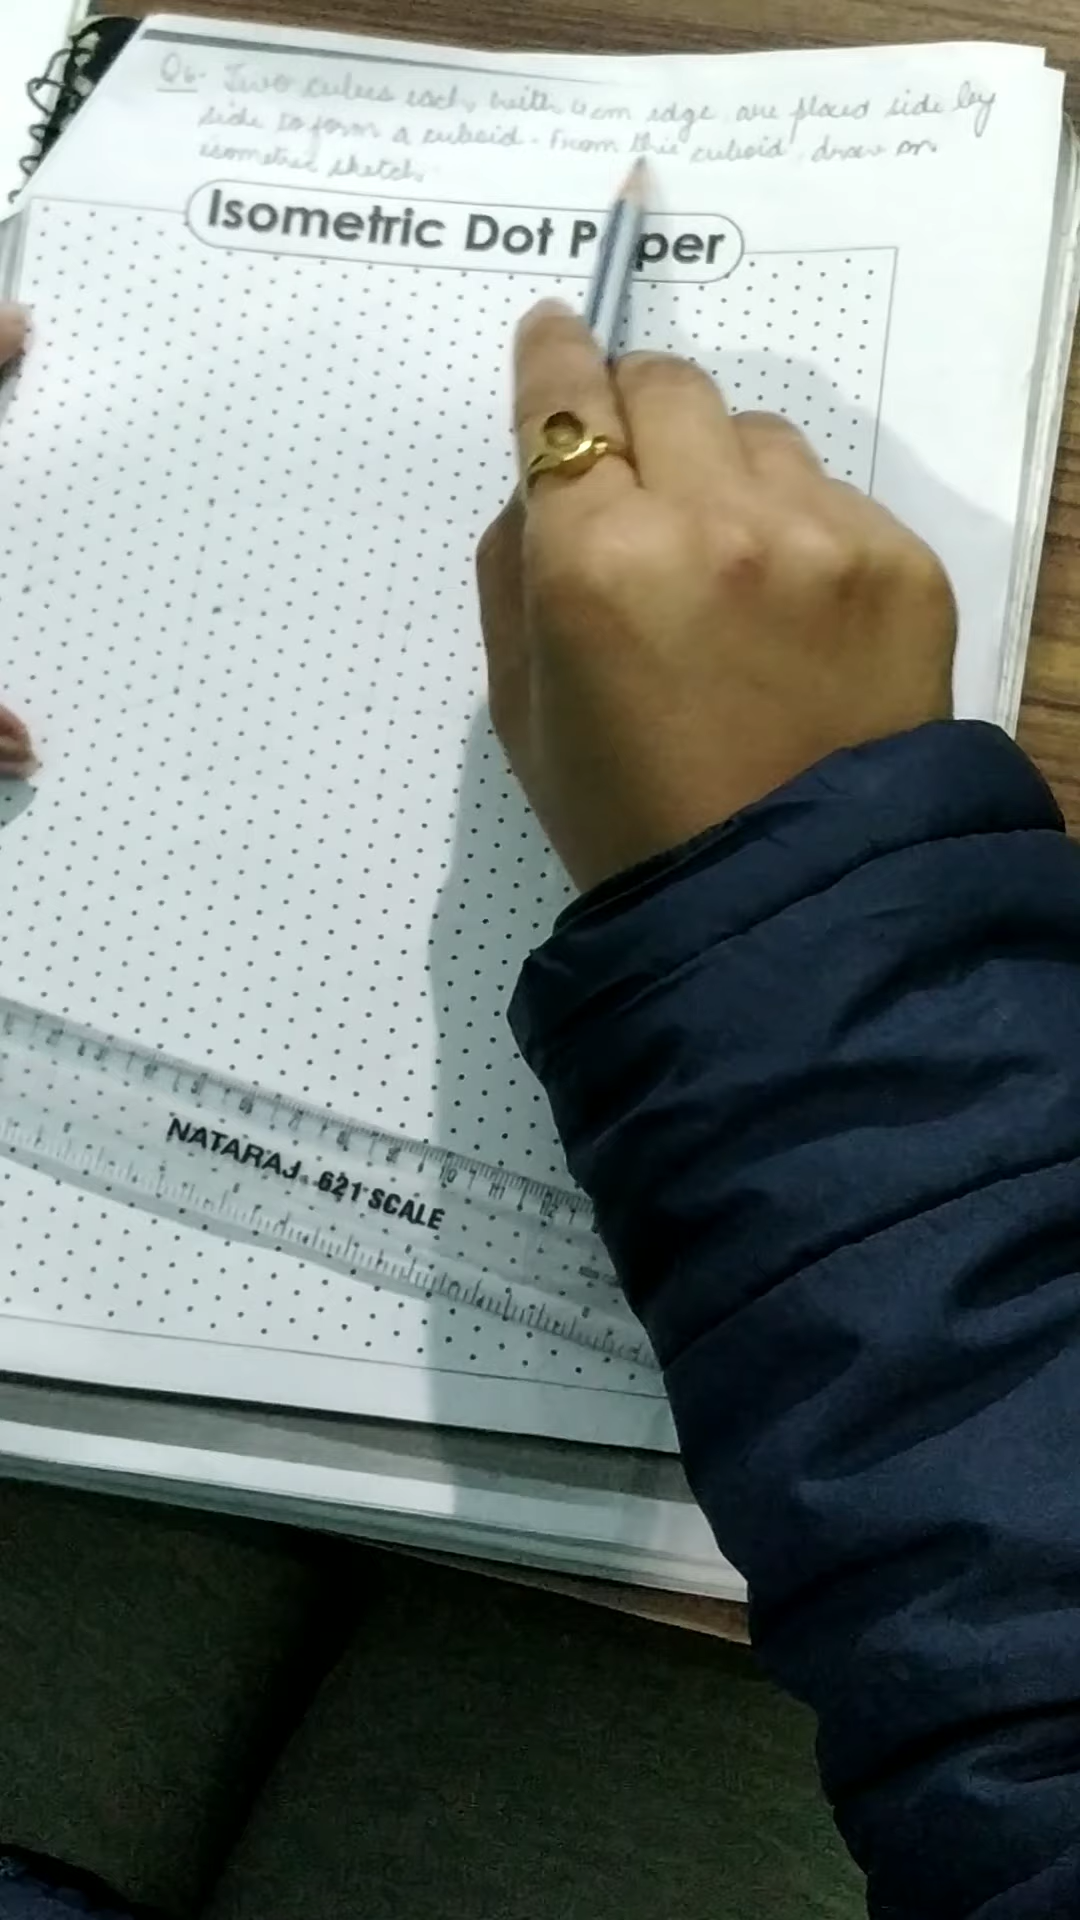 Q6. Two cubes each with 4cm edge are placed side by
side to form a cuboid. From this cuboid, draw an
isometric sketch.
Isometric Dot Paper
NATARAJ 621 SCALE